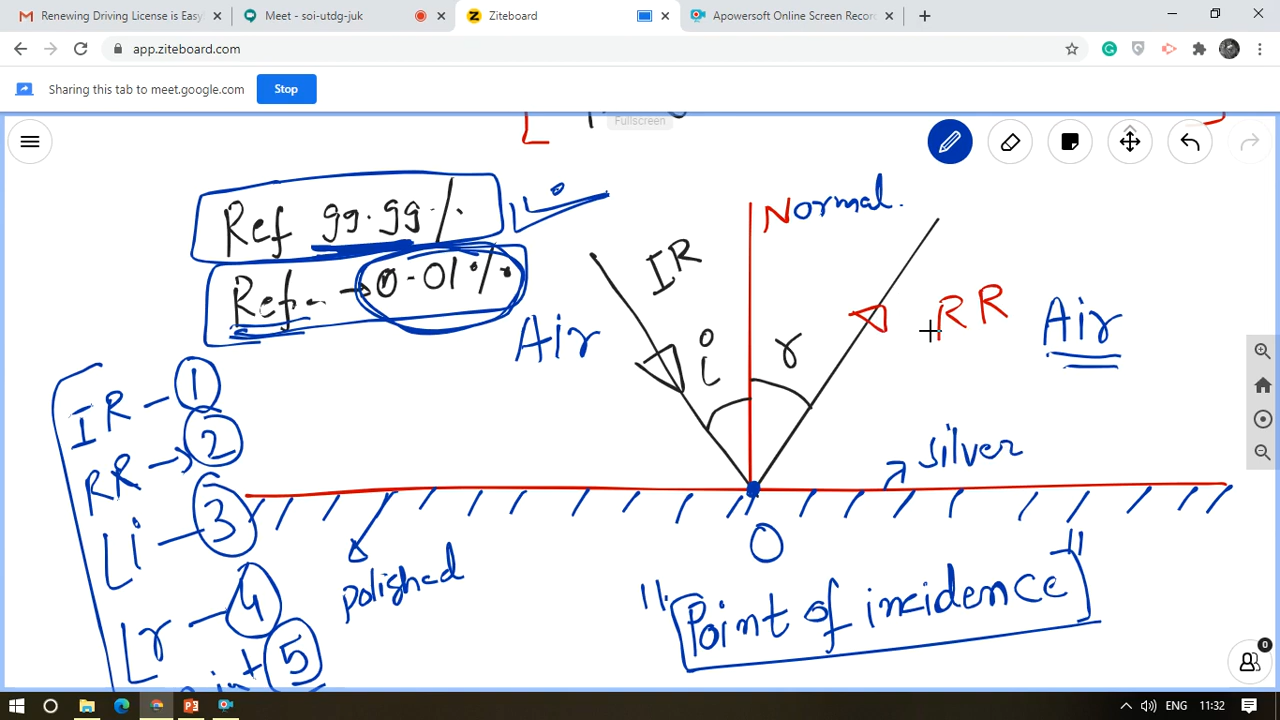 Renewing Driving License is Easy
Meet - soi-utdg-juk
Ziteboard
Apowersoft Online Screen Recor
app.ziteboard.com
Sharing this tab to meet.google.com
Stop
Fullscreen
Ref 99.99%
Ref → 0.01%
Normal.
IR
Air
i
r
RR
Air
IR - 1
RR → 2
∠i - 3
∠r - 4
5
silver
polished
O
"Point of incidence"
0
ENG
11:32